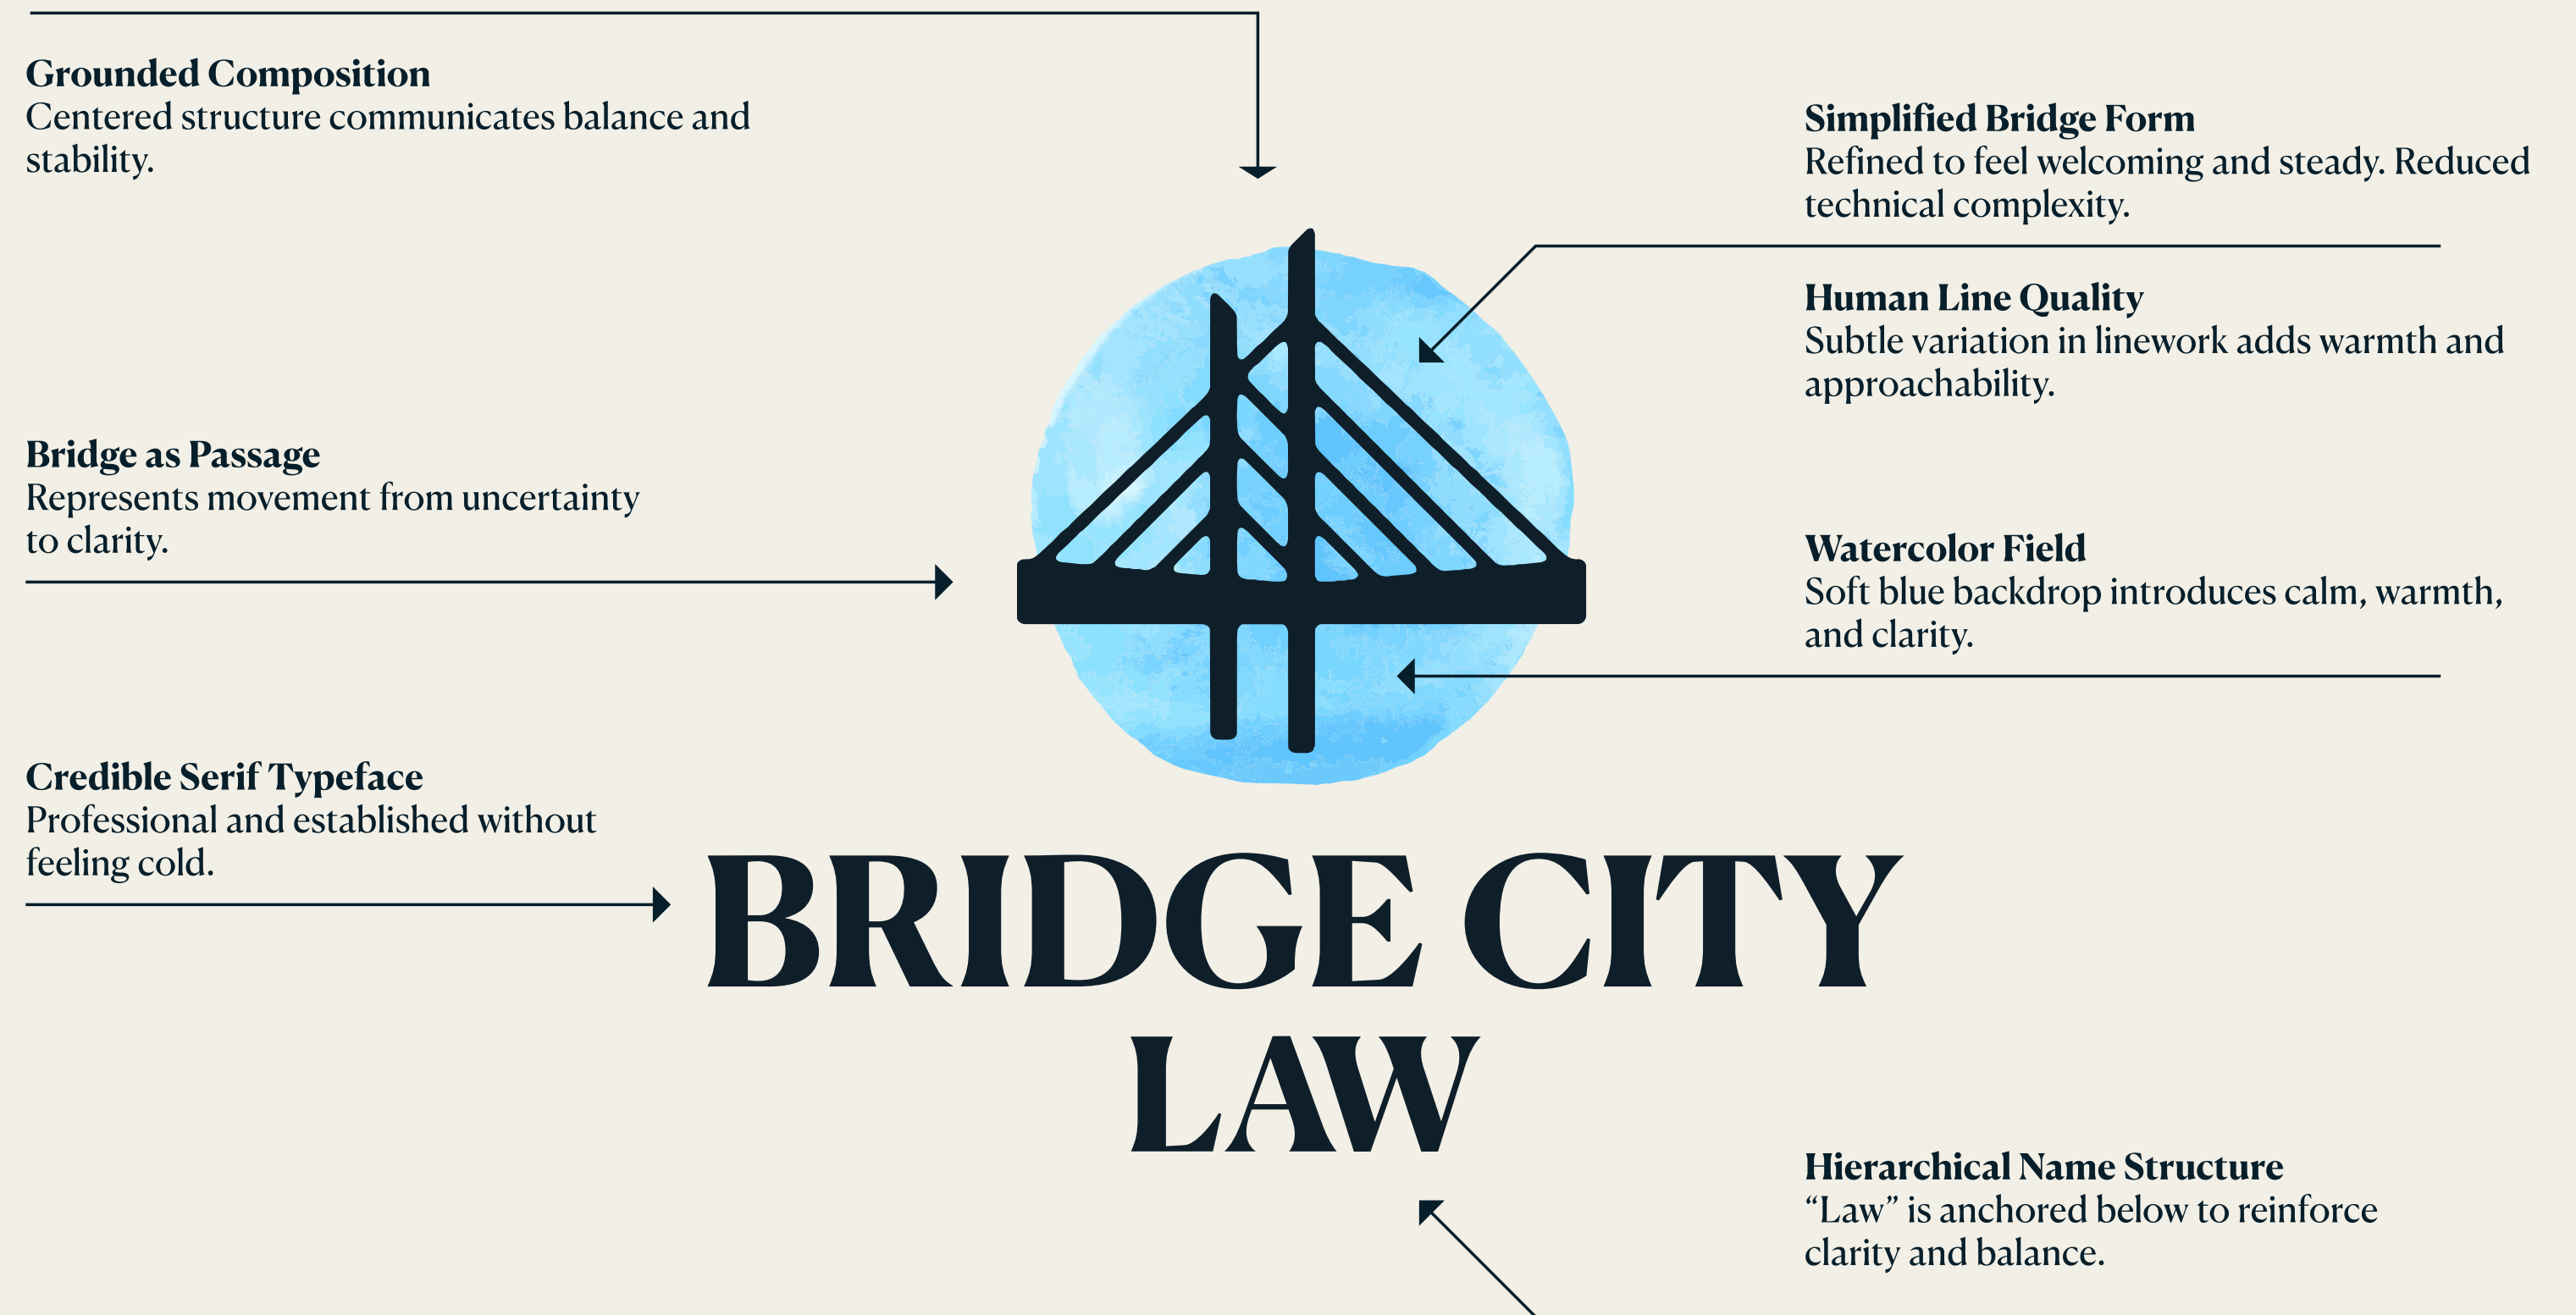 Grounded Composition
Centered structure communicates balance and
stability.
Bridge as Passage
Represents movement from uncertainty
to clarity.
Credible Serif Typeface
Professional and established without
feeling cold.
Simplified Bridge Form
Refined to feel welcoming and steady. Reduced
technical complexity.
Human Line Quality
Subtle variation in linework adds warmth and
approachability.
Watercolor Field
Soft blue backdrop introduces calm, warmth,
and clarity.
BRIDGE CITY
LAW
Hierarchical Name Structure
“Law” is anchored below to reinforce
clarity and balance.